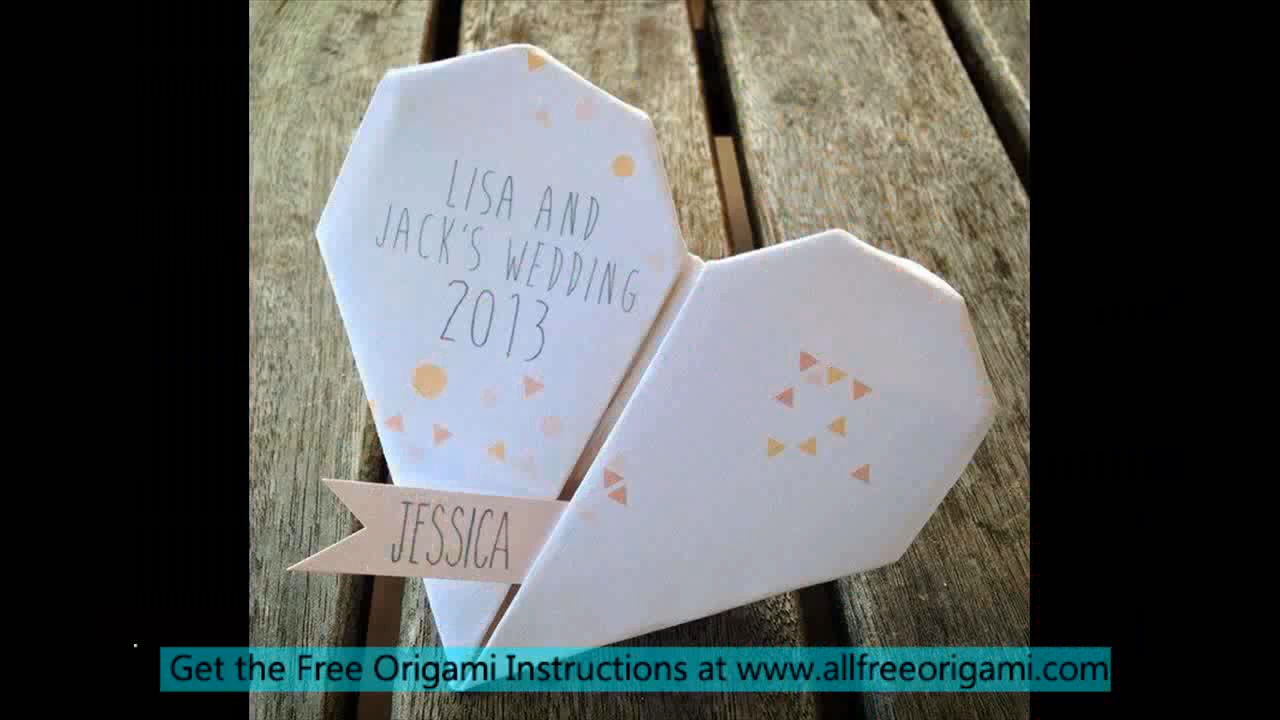 LISA AND
JACK'S WEDDING
2013
JESSICA
Get the Free Origami Instructions at www.allfreeorigami.com